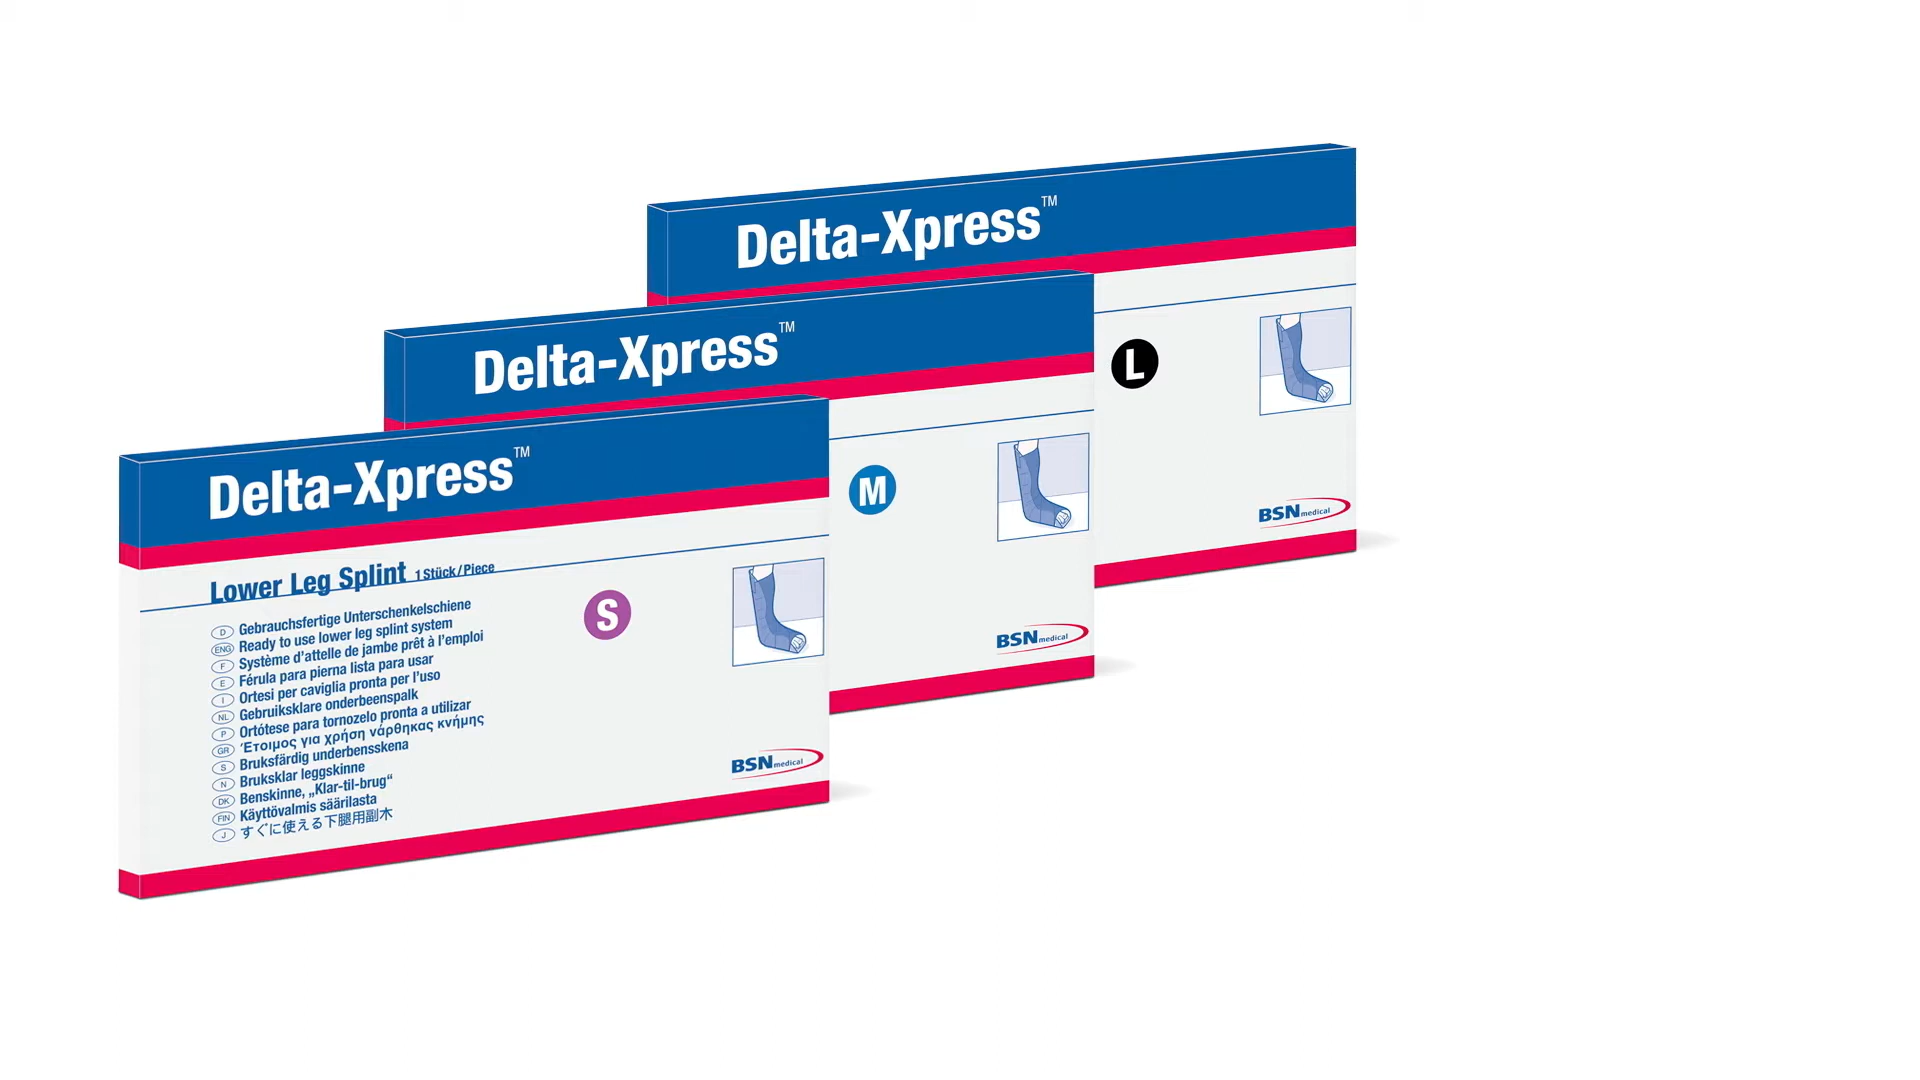 Delta-Xpress™
L
BSN medical
Delta-Xpress™
M
BSN medical
Delta-Xpress™
Lower Leg Splint 1 Stück/Piece
S
D Gebrauchsfertige Unterschenkelschiene
ENG Ready to use lower leg splint system
F Système d'attelle de jambe prêt à l'emploi
E Férula para pierna lista para usar
I Ortesi per caviglia pronta per l'uso
NL Gebruiksklare onderbeenspalk
P Ortótese para tornozelo pronta a utilizar
GR Έτοιμος για χρήση νάρθηκας κνήμης
S Bruksfärdig underbensskena
N Bruksklar leggskinne
DK Benskinne, „Klar-til-brug“
FIN Käyttövalmis säärilasta
J すぐに使える下腿用副木
BSN medical